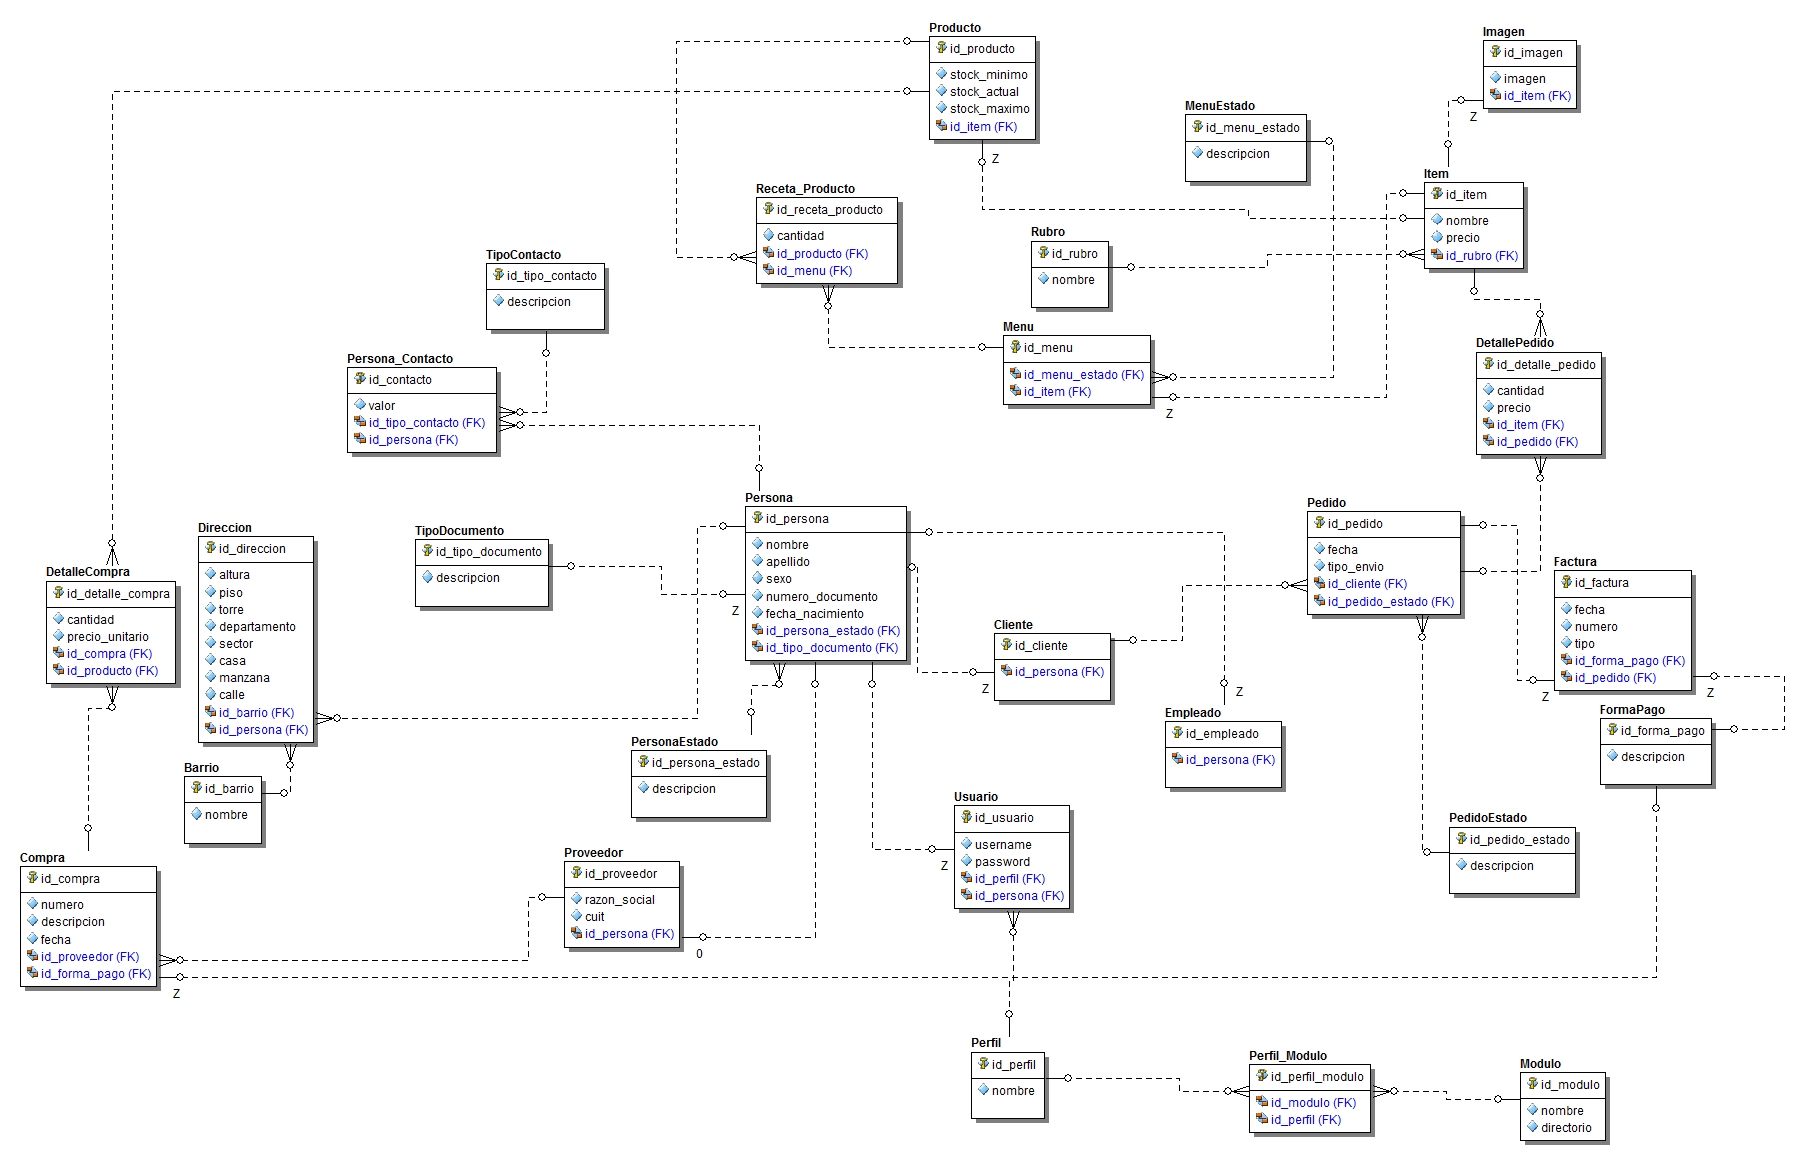 Producto
id_producto
stock_minimo
stock_actual
stock_maximo
id_item (FK)
Z
Imagen
id_imagen
imagen
id_item (FK)
Z
MenuEstado
id_menu_estado
descripcion
Item
id_item
nombre
precio
id_rubro (FK)
Receta_Producto
id_receta_producto
cantidad
id_producto (FK)
id_menu (FK)
Rubro
id_rubro
nombre
TipoContacto
id_tipo_contacto
descripcion
Menu
id_menu
id_menu_estado (FK)
id_item (FK)
Z
DetallePedido
id_detalle_pedido
cantidad
precio
id_item (FK)
id_pedido (FK)
Persona_Contacto
id_contacto
valor
id_tipo_contacto (FK)
id_persona (FK)
Persona
id_persona
nombre
apellido
sexo
numero_documento
fecha_nacimiento
id_persona_estado (FK)
id_tipo_documento (FK)
Z
Pedido
id_pedido
fecha
tipo_envio
id_cliente (FK)
id_pedido_estado (FK)
Direccion
id_direccion
altura
piso
torre
departamento
sector
casa
manzana
calle
id_barrio (FK)
id_persona (FK)
TipoDocumento
id_tipo_documento
descripcion
Factura
id_factura
fecha
numero
tipo
id_forma_pago (FK)
id_pedido (FK)
Z
Z
DetalleCompra
id_detalle_compra
cantidad
precio_unitario
id_compra (FK)
id_producto (FK)
Cliente
id_cliente
id_persona (FK)
Z
Z
Empleado
id_empleado
id_persona (FK)
FormaPago
id_forma_pago
descripcion
PersonaEstado
id_persona_estado
descripcion
Barrio
id_barrio
nombre
Usuario
id_usuario
username
password
id_perfil (FK)
id_persona (FK)
Z
PedidoEstado
id_pedido_estado
descripcion
Proveedor
id_proveedor
razon_social
cuit
id_persona (FK)
0
Compra
id_compra
numero
descripcion
fecha
id_proveedor (FK)
id_forma_pago (FK)
Z
Perfil
id_perfil
nombre
Perfil_Modulo
id_perfil_modulo
id_modulo (FK)
id_perfil (FK)
Modulo
id_modulo
nombre
directorio